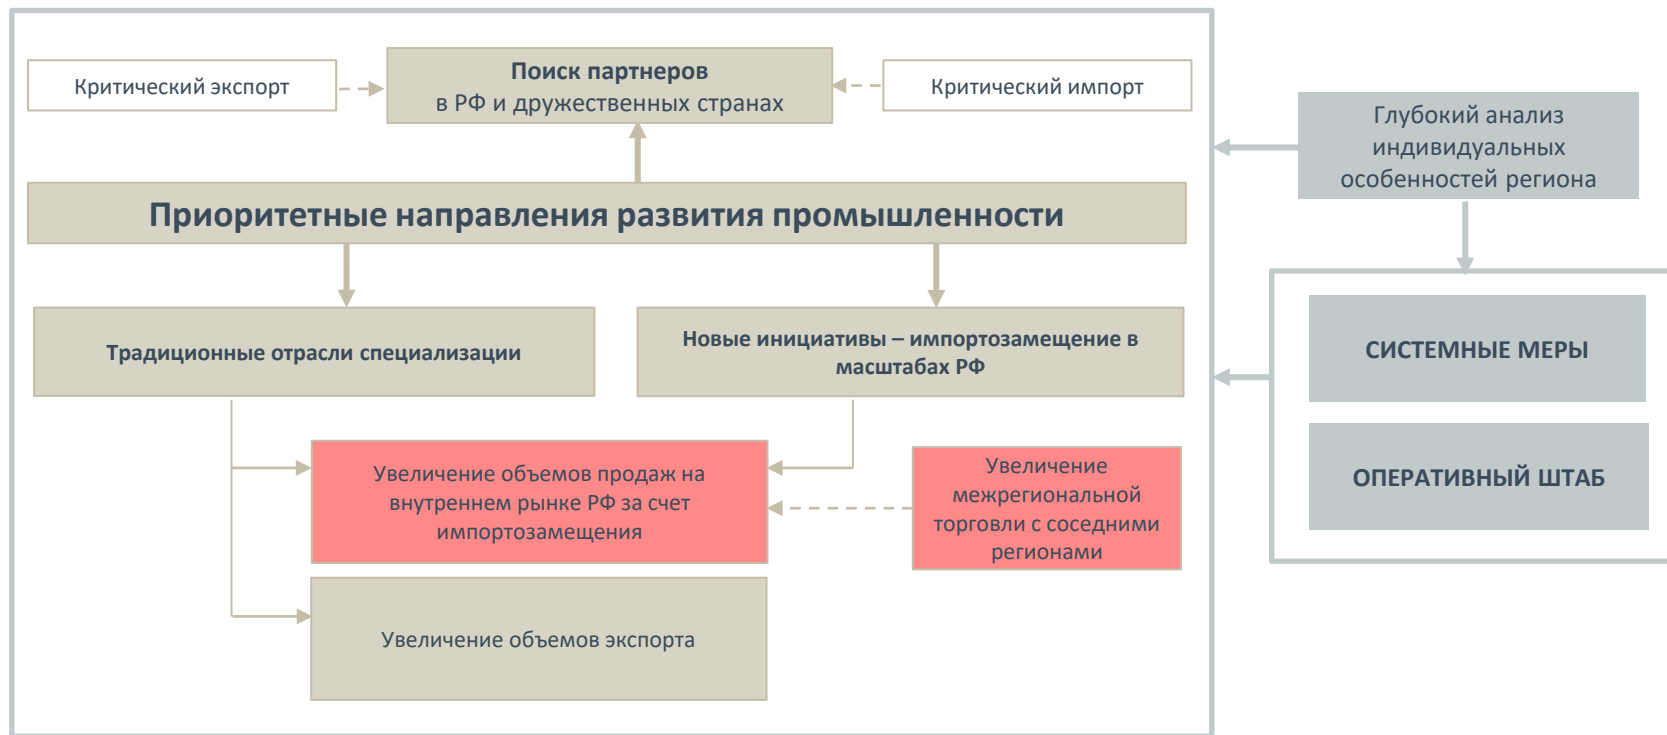 Критический экспорт
Поиск партнеров
в РФ и дружественных странах
Критический импорт
Глубокий анализ
индивидуальных
особенностей региона
Приоритетные направления развития промышленности
Традиционные отрасли специализации
Новые инициативы – импортозамещение в
масштабах РФ
СИСТЕМНЫЕ МЕРЫ
Увеличение объемов продаж на
внутреннем рынке РФ за счет
импортозамещения
Увеличение
межрегиональной
торговли с соседними
регионами
ОПЕРАТИВНЫЙ ШТАБ
Увеличение объемов экспорта